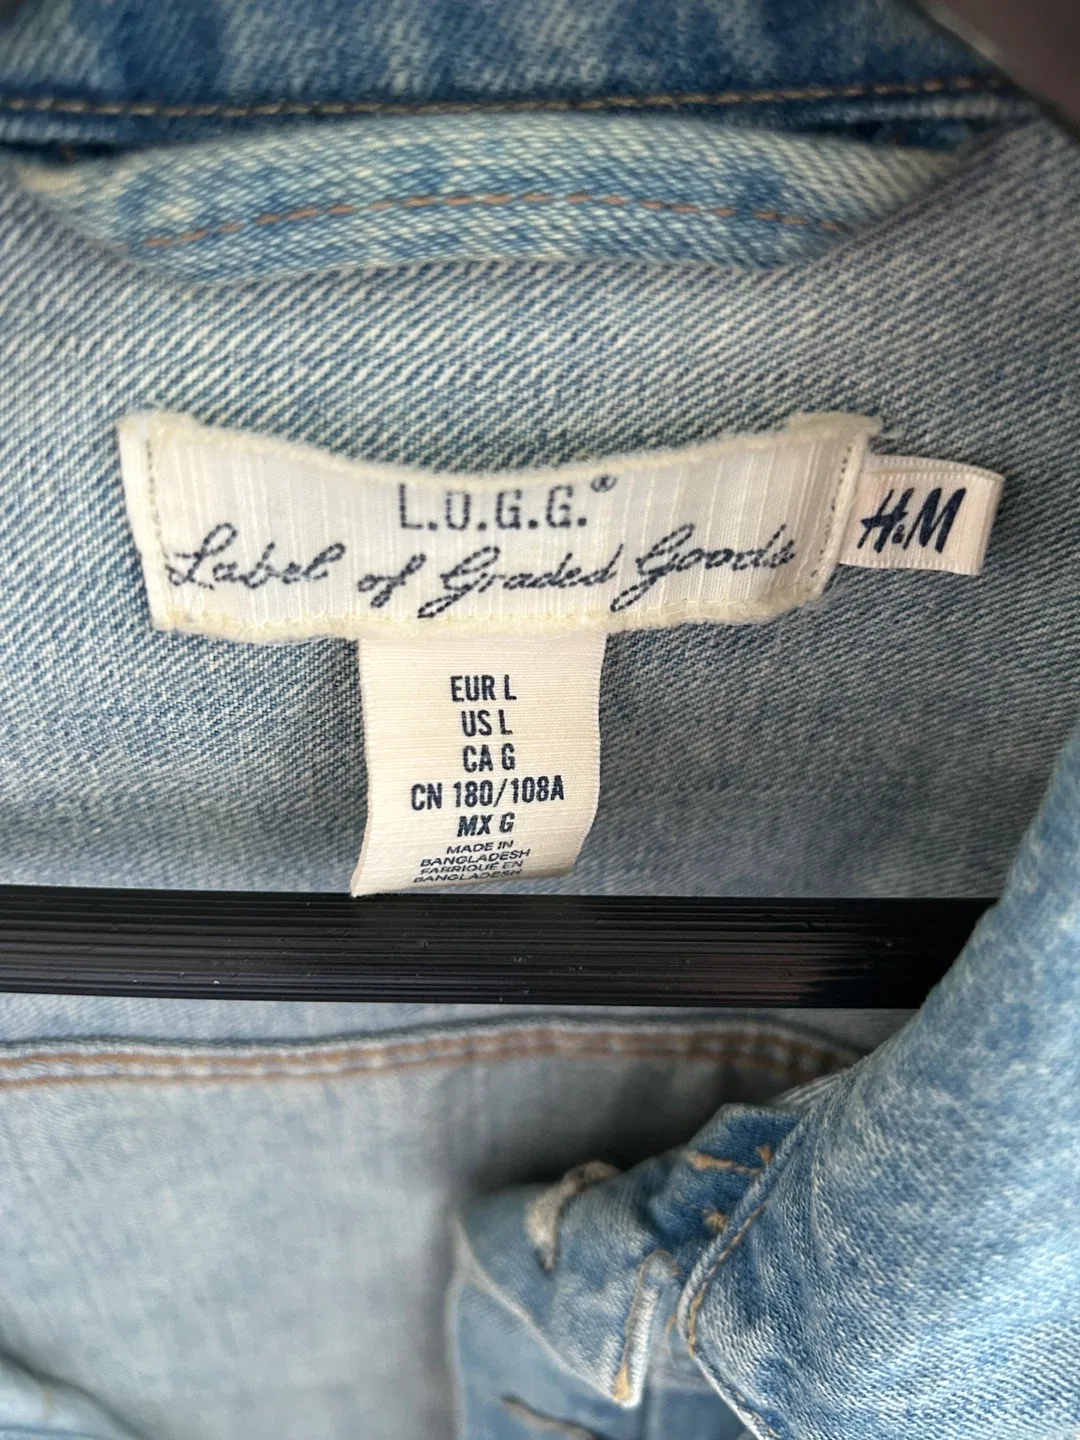 L.O.G.G.®
Label of Graded Goods
H&M
EUR L
US L
CA G
CN 180/108A
MX G
MADE IN
BANGLADESH
FABRIQUE EN
BANGLADESH